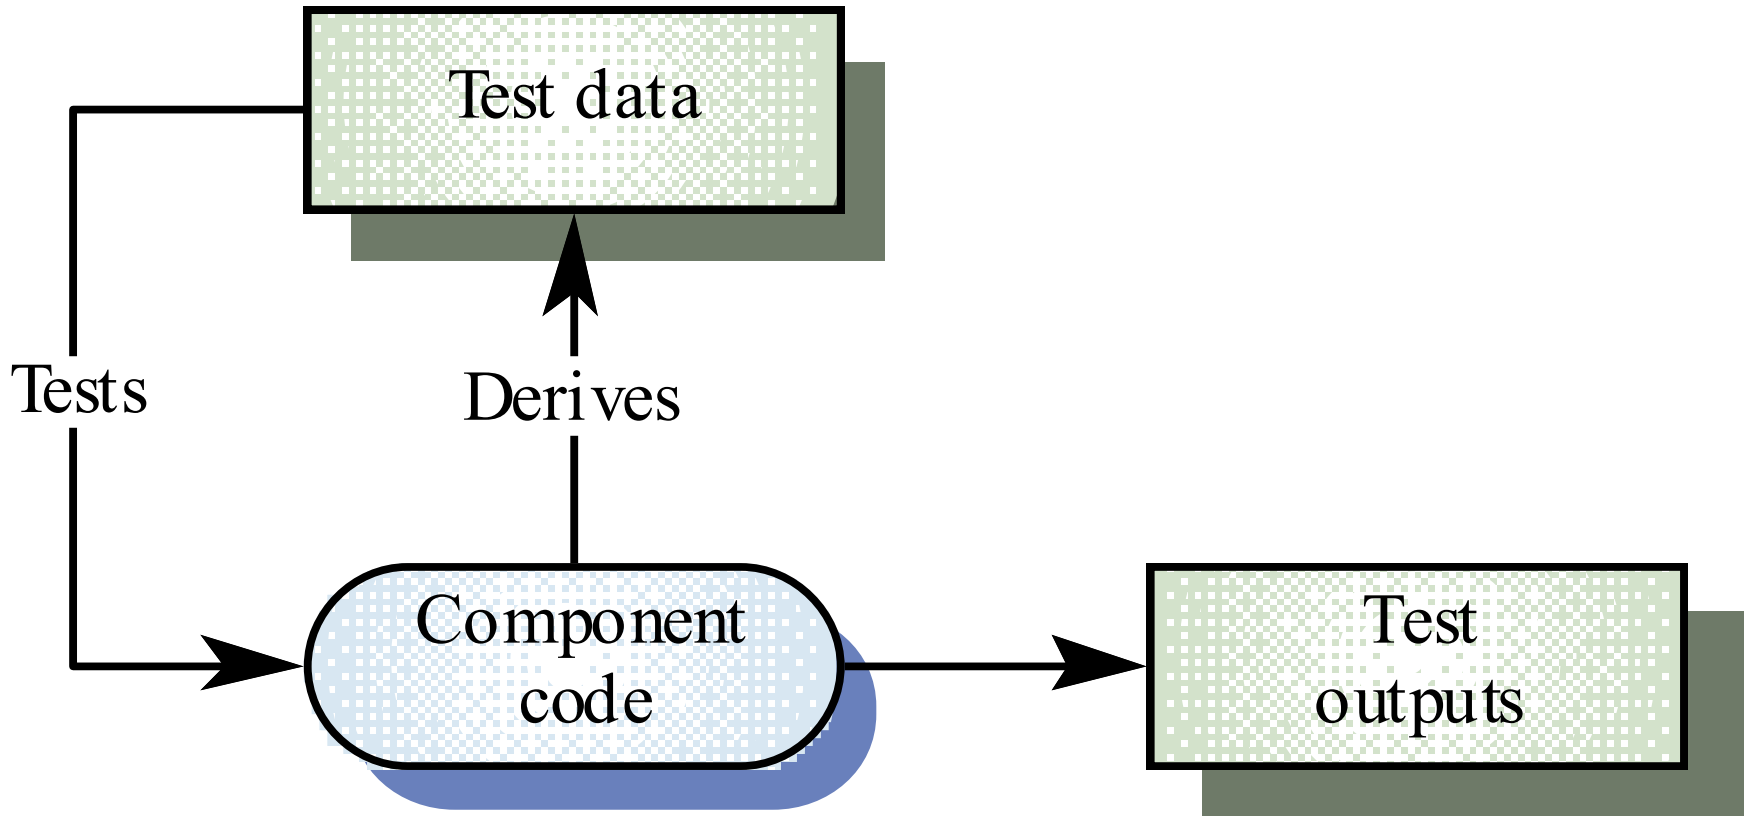 Test data
Tests
Derives
Component
code
Test
outputs